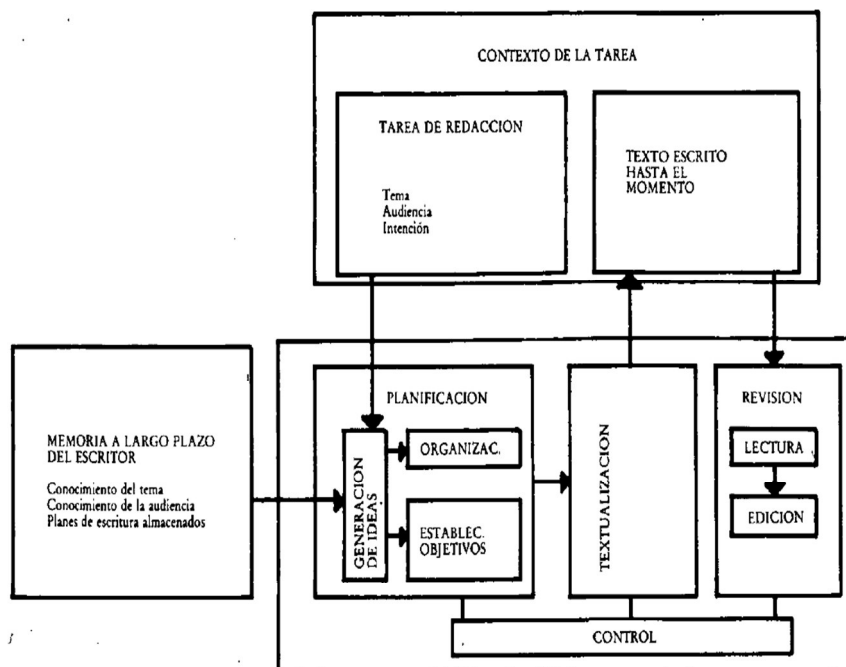 CONTEXTO DE LA TAREA
TAREA DE REDACCION
Tema
Audiencia
Intención
TEXTO ESCRITO
HASTA EL
MOMENTO
MEMORIA A LARGO PLAZO
DEL ESCRITOR
Conocimiento del tema
Conocimiento de la audiencia
Planes de escritura almacenados
PLANIFICACION
GENERACION
DE IDEAS
ORGANIZAC.
ESTABLEC.
OBJETIVOS
TEXTUALIZACION
REVISION
LECTURA
EDICION
CONTROL